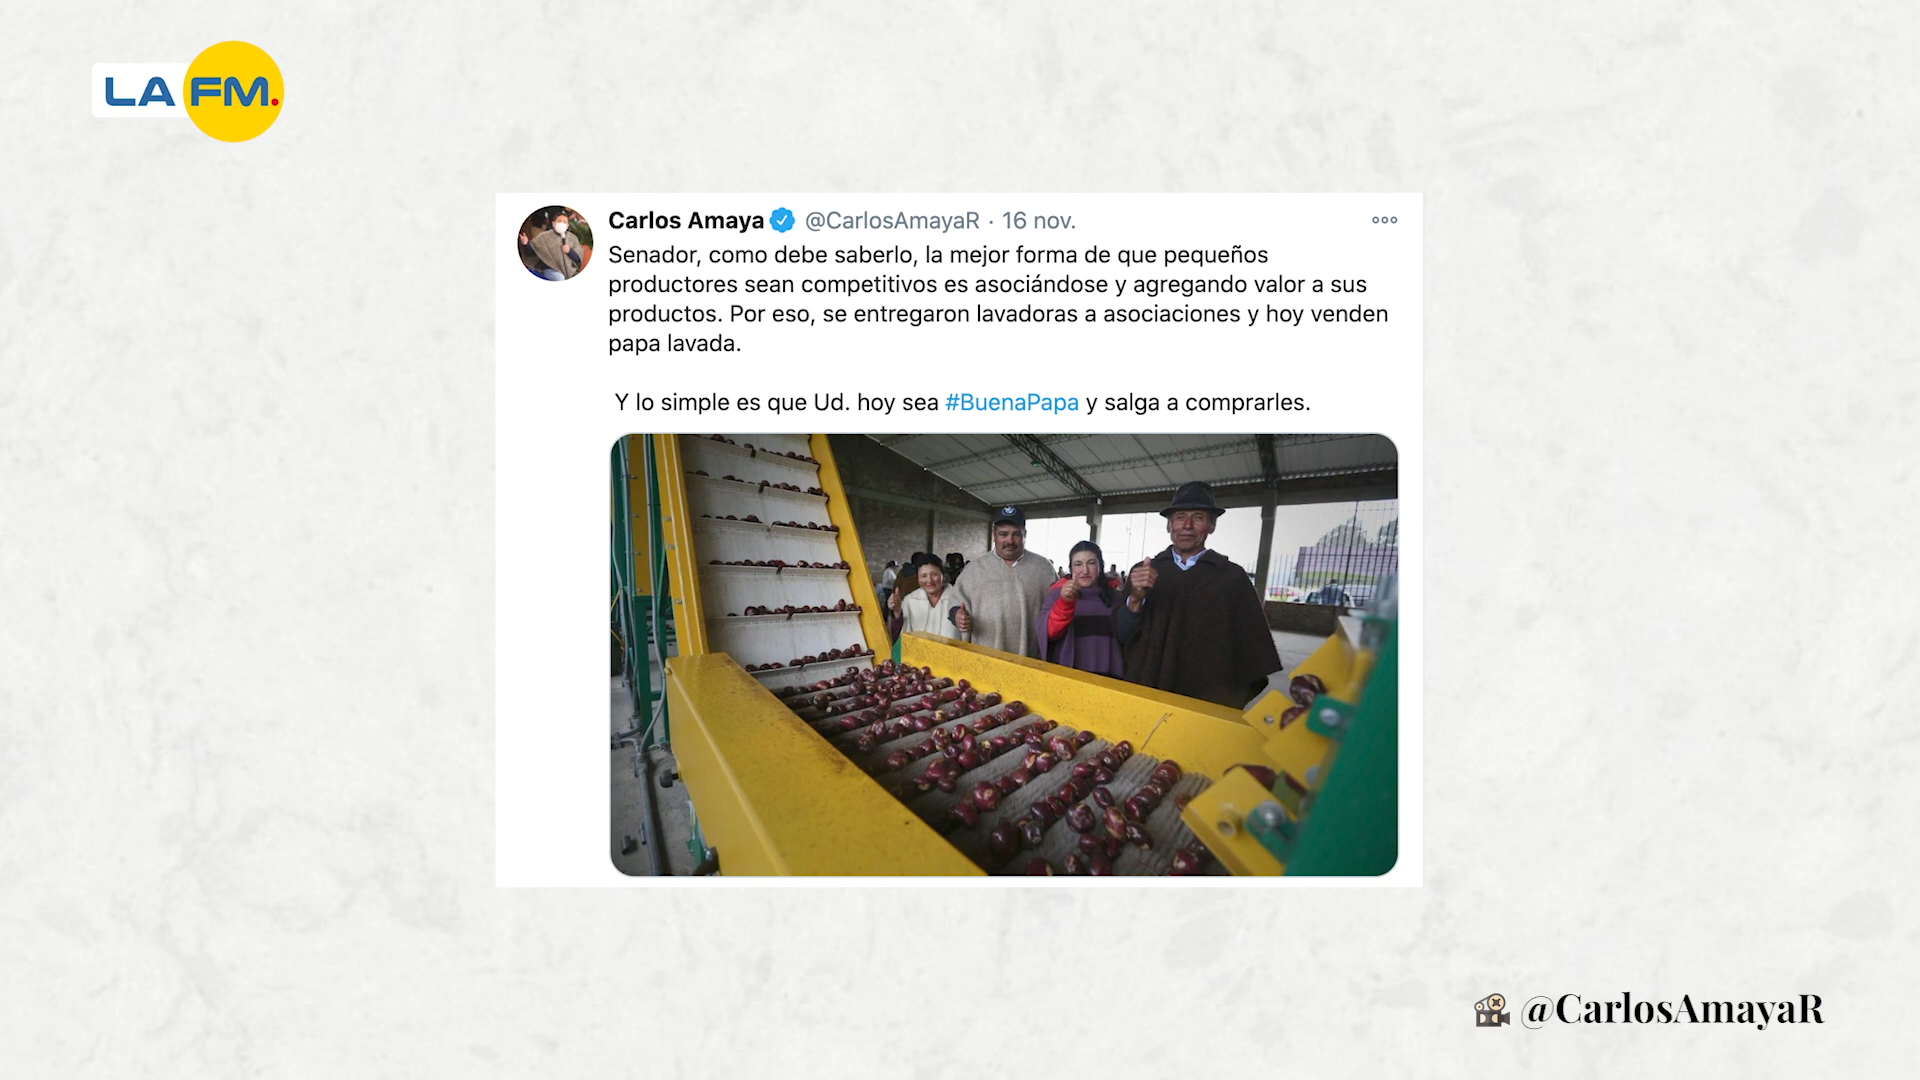 LA FM.
Carlos Amaya @CarlosAmayaR · 16 nov.
Senador, como debe saberlo, la mejor forma de que pequeños
productores sean competitivos es asociándose y agregando valor a sus
productos. Por eso, se entregaron lavadoras a asociaciones y hoy venden
papa lavada.
Y lo simple es que Ud. hoy sea #BuenaPapa y salga a comprarles.
@CarlosAmayaR